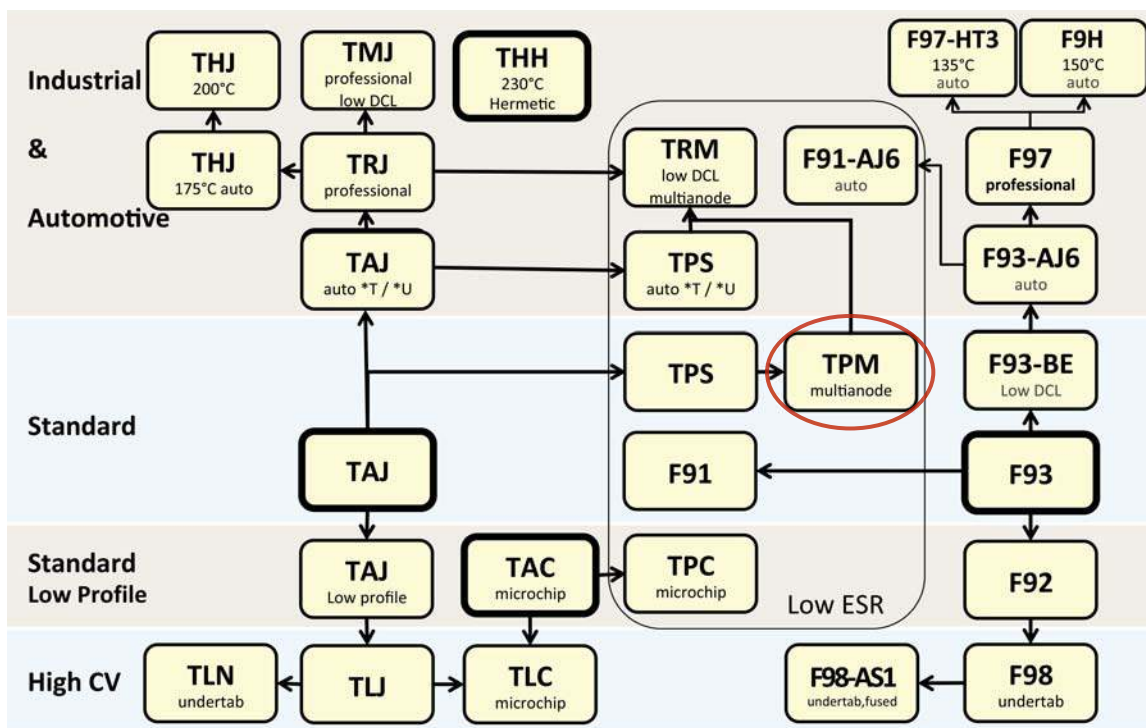 Industrial
&
Automotive
THJ
200°C
TMJ
professional
low DCL
THH
230°C
Hermetic
F97-HT3
135°C
auto
F9H
150°C
auto
THJ
175°C auto
TRJ
professional
TRM
low DCL
multianode
F91-AJ6
auto
F97
professional
TAJ
auto *T / *U
TPS
auto *T / *U
F93-AJ6
auto
Standard
TPS
TPM
multianode
F93-BE
Low DCL
TAJ
F91
F93
Standard
Low Profile
TAJ
Low profile
TAC
microchip
TPC
microchip
Low ESR
F92
High CV
TLN
undertab
TLJ
TLC
microchip
F98-AS1
undertab,fused
F98
undertab